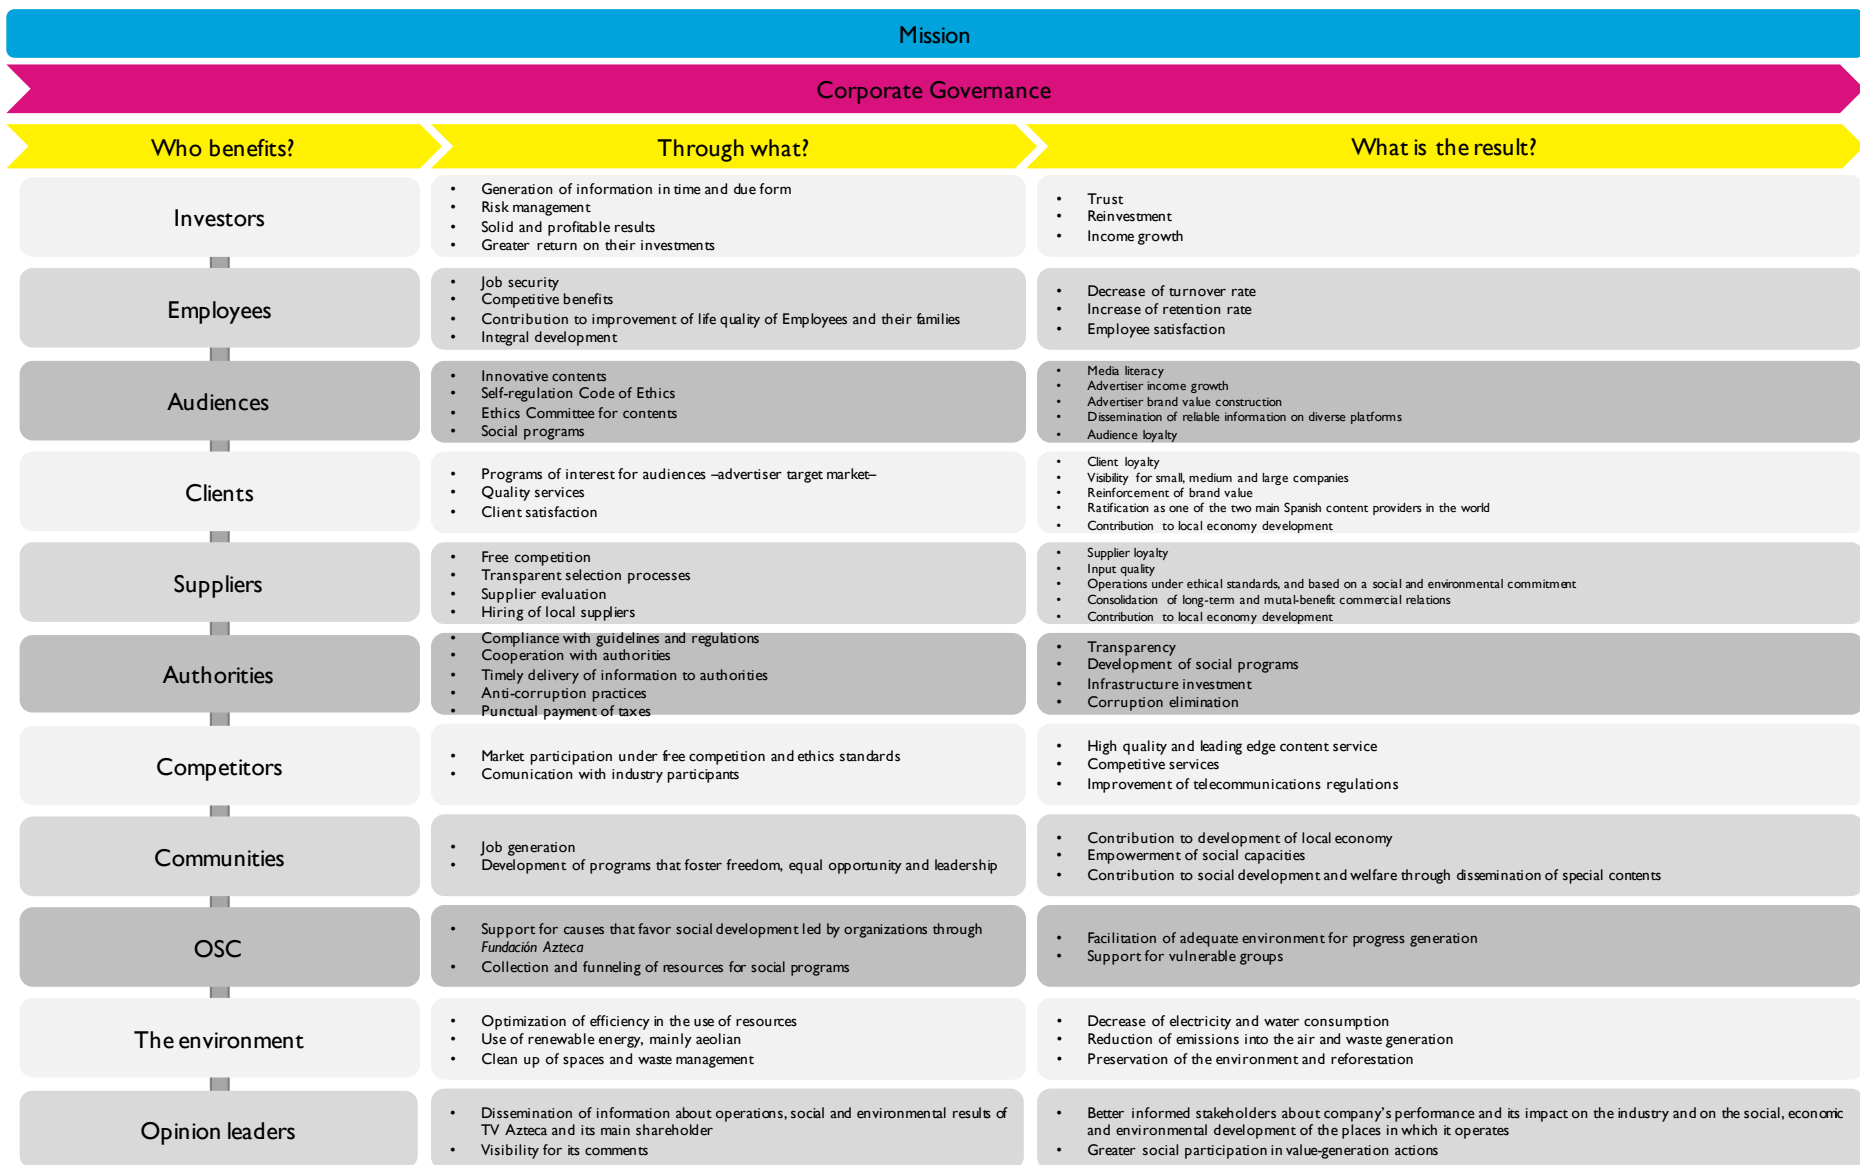 Mission
Corporate Governance
Who benefits?
Through what?
What is the result?
Investors
• Generation of information in time and due form
• Risk management
• Solid and profitable results
• Greater return on their investments
• Trust
• Reinvestment
• Income growth
Employees
• Job security
• Competitive benefits
• Contribution to improvement of life quality of Employees and their families
• Integral development
• Decrease of turnover rate
• Increase of retention rate
• Employee satisfaction
Audiences
• Innovative contents
• Self-regulation Code of Ethics
• Ethics Committee for contents
• Social programs
• Media literacy
• Advertiser income growth
• Advertiser brand value construction
• Dissemination of reliable information on diverse platforms
• Audience loyalty
Clients
• Programs of interest for audiences –advertiser target market–
• Quality services
• Client satisfaction
• Client loyalty
• Visibility for small, medium and large companies
• Reinforcement of brand value
• Ratification as one of the two main Spanish content providers in the world
• Contribution to local economy development
Suppliers
• Free competition
• Transparent selection processes
• Supplier evaluation
• Hiring of local suppliers
• Supplier loyalty
• Input quality
• Operations under ethical standards, and based on a social and environmental commitment
• Consolidation of long-term and mutal-benefit commercial relations
• Contribution to local economy development
Authorities
• Compliance with guidelines and regulations
• Cooperation with authorities
• Timely delivery of information to authorities
• Anti-corruption practices
• Punctual payment of taxes
• Transparency
• Development of social programs
• Infrastructure investment
• Corruption elimination
Competitors
• Market participation under free competition and ethics standards
• Comunication with industry participants
• High quality and leading edge content service
• Competitive services
• Improvement of telecommunications regulations
Communities
• Job generation
• Development of programs that foster freedom, equal opportunity and leadership
• Contribution to development of local economy
• Empowerment of social capacities
• Contribution to social development and welfare through dissemination of special contents
OSC
• Support for causes that favor social development led by organizations through
Fundación Azteca
• Collection and funneling of resources for social programs
• Facilitation of adequate environment for progress generation
• Support for vulnerable groups
The environment
• Optimization of efficiency in the use of resources
• Use of renewable energy, mainly aeolian
• Clean up of spaces and waste management
• Decrease of electricity and water consumption
• Reduction of emissions into the air and waste generation
• Preservation of the environment and reforestation
Opinion leaders
• Dissemination of information about operations, social and environmental results of
TV Azteca and its main shareholder
• Visibility for its comments
• Better informed stakeholders about company's performance and its impact on the industry and on the social, economic
and environmental development of the places in which it operates
• Greater social participation in value-generation actions